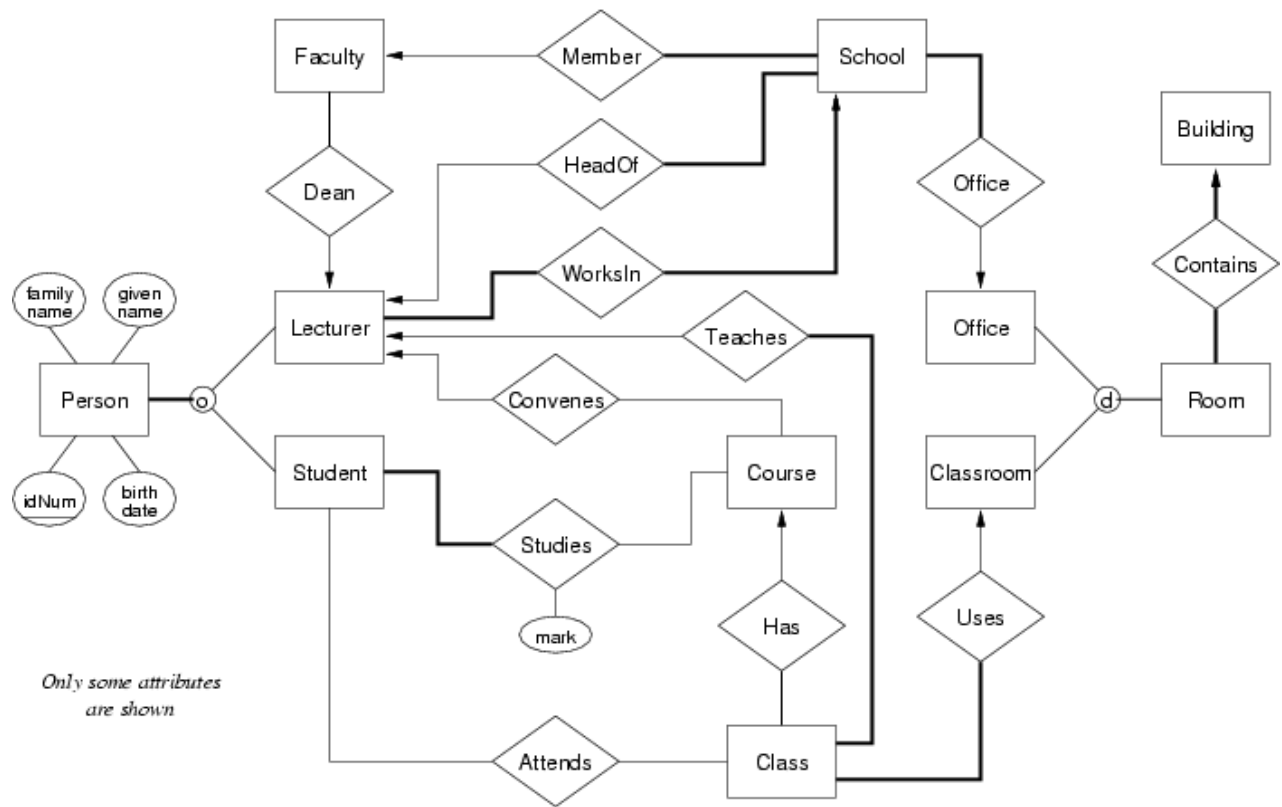 Faculty
Member
School
Building
Dean
HeadOf
Office
Contains
family
name
given
name
Lecturer
WorksIn
Office
Teaches
Person
o
Convenes
d
Room
idNum
birth
date
Student
Course
Classroom
Studies
mark
Has
Uses
Only some attributes
are shown
Attends
Class